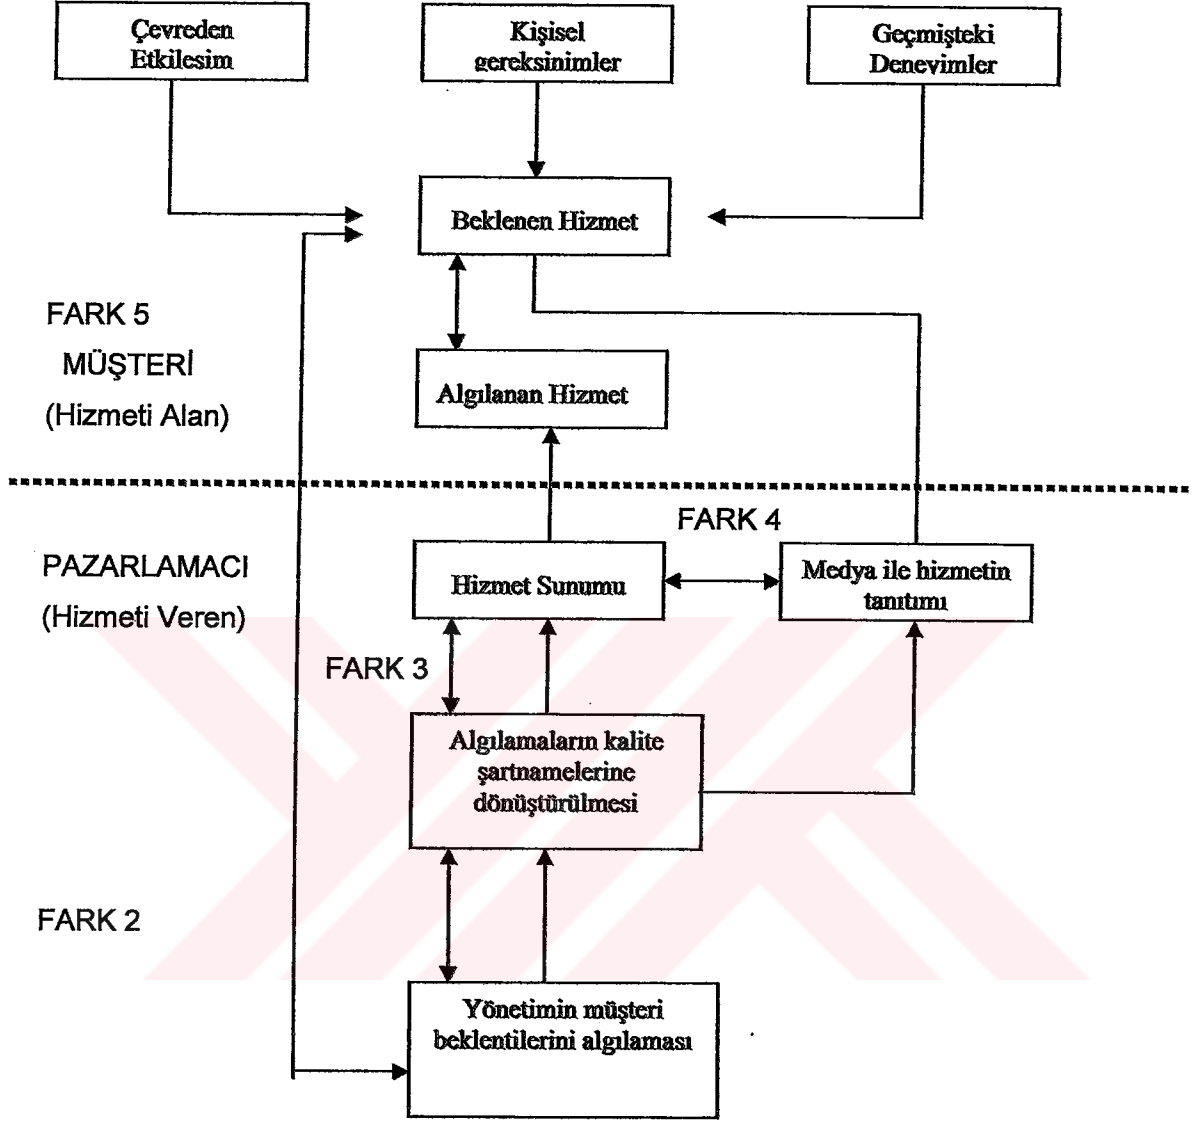 Çevreden
Etkilesim
Kişisel
gereksinimler
Geçmişteki
Denevimler
Beklenen Hizmet
FARK 5
MÜŞTERİ
(Hizmeti Alan)
Algılanan Hizmet
FARK 4
PAZARLAMACI
(Hizmeti Veren)
Hizmet Sunumu
Medya ile hizmetin
tanıtımı
FARK 3
Algılamaların kalite
şartnamelerine
dönüştürülmesi
FARK 2
Yönetimin müşteri
beklentilerini algılaması